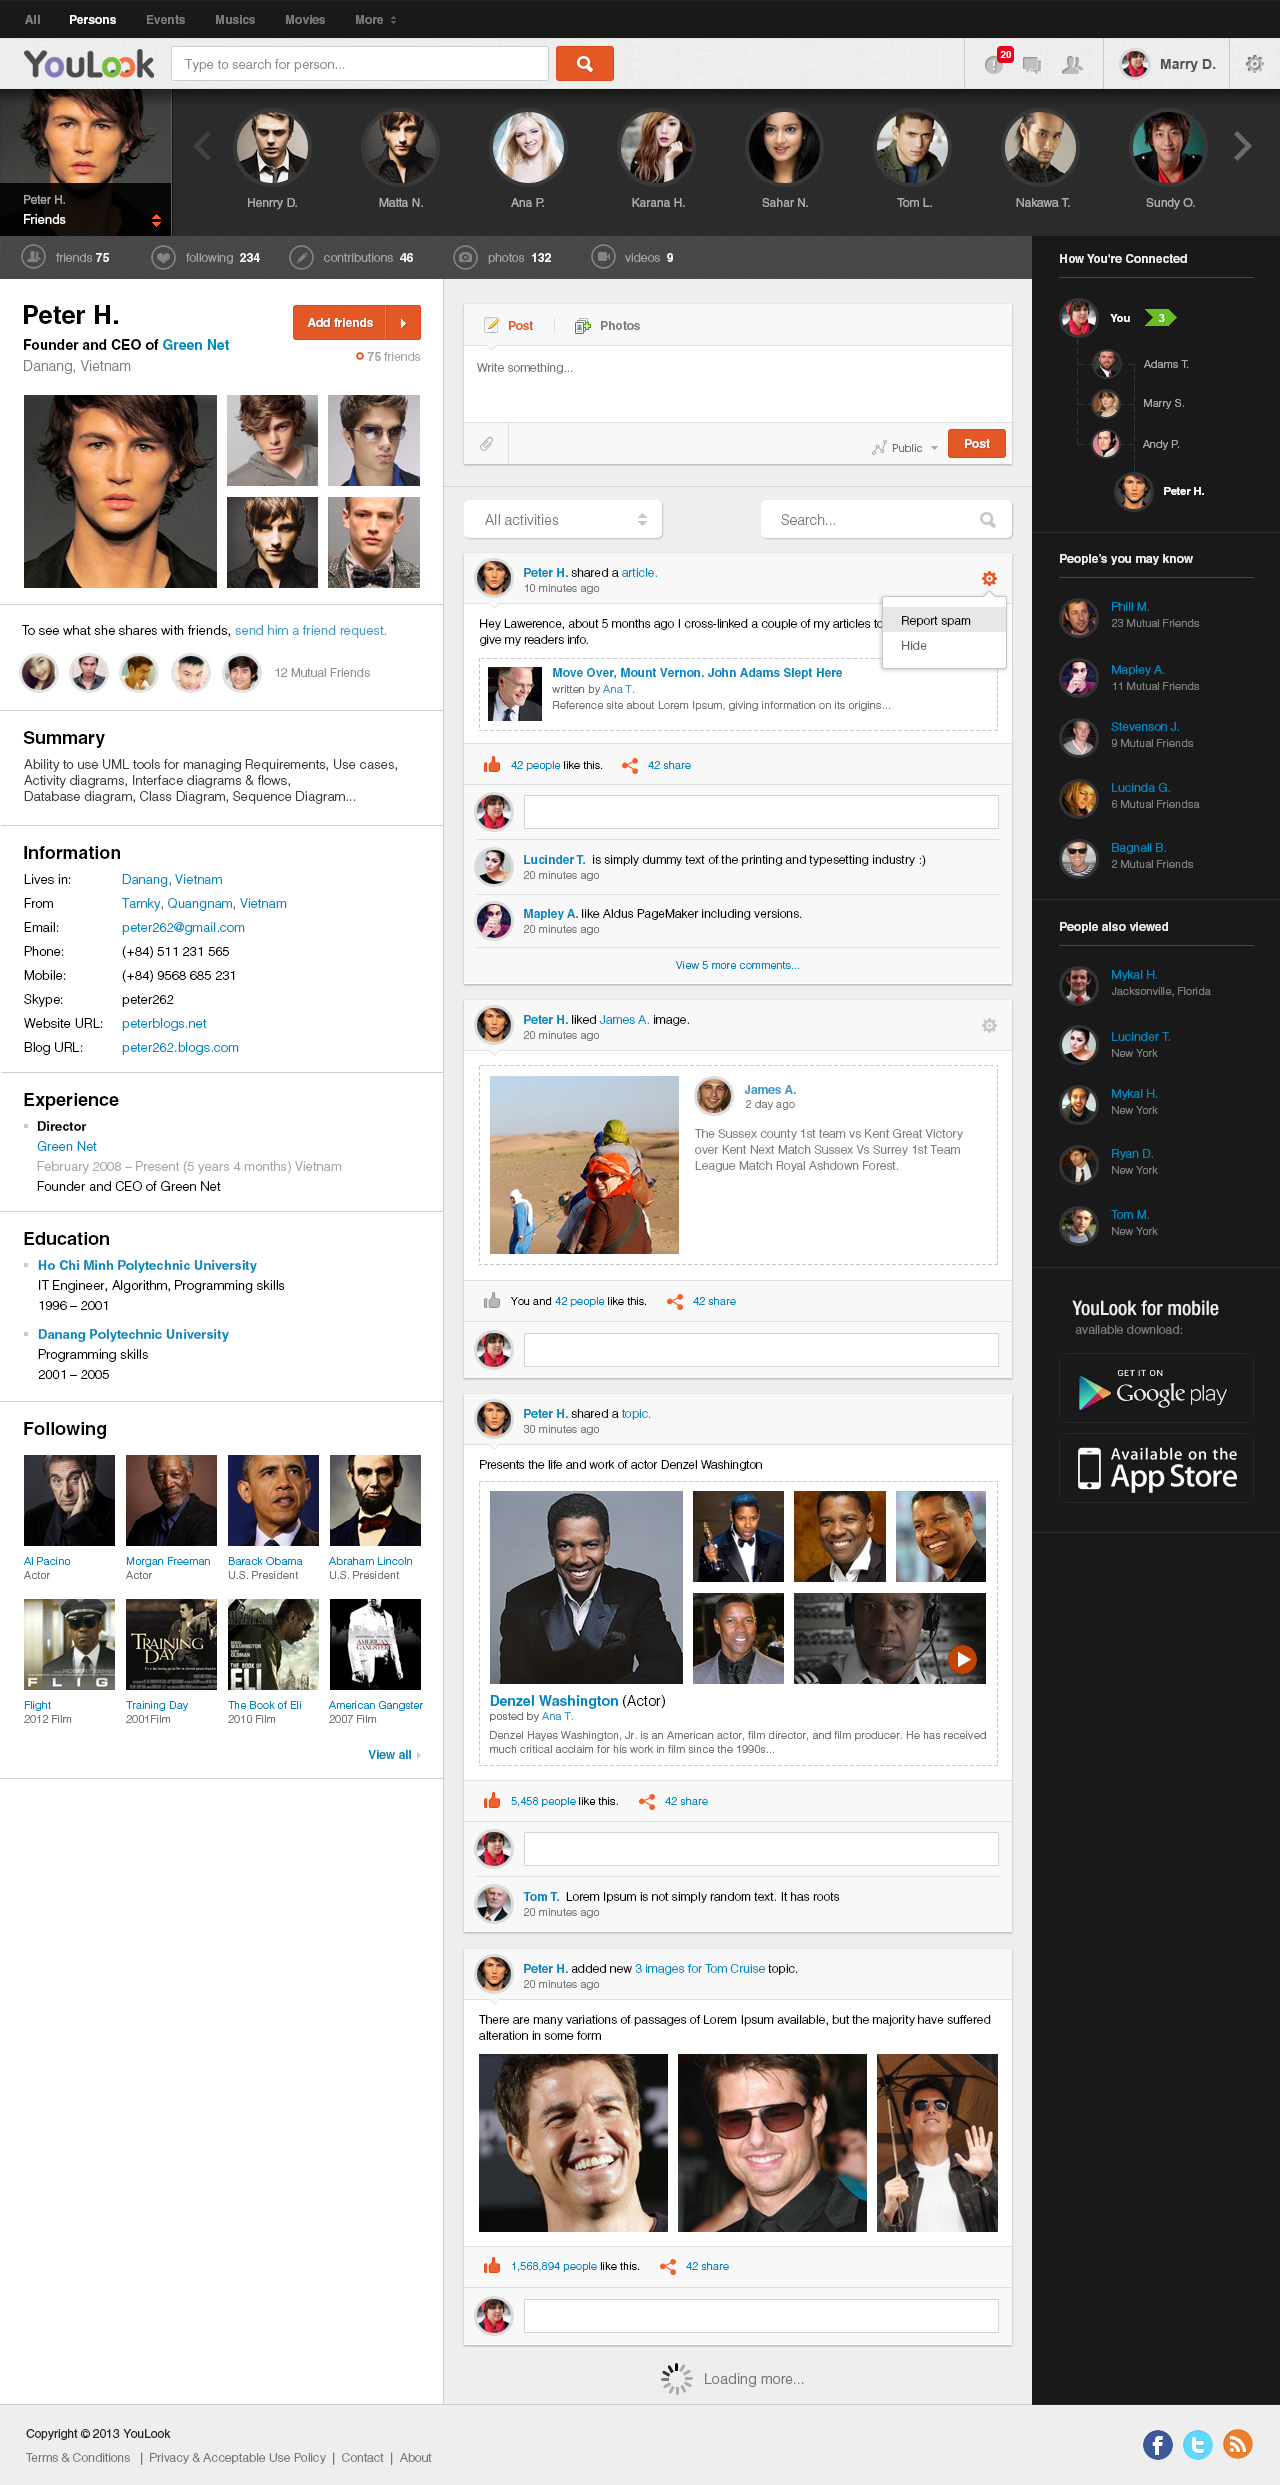 All Persons Events Musics Movies More
YouLook Type to search for person... 20 Marry D.
Peter H.
Friends
Henrry D. Matta N. Ana P. Karana H. Sahar N. Tom L. Nakawa T. Sundy O.
friends 75 following 234 contributions 46 photos 132 videos 9
Peter H.
Founder and CEO of Green Net
Danang, Vietnam
Add friends
75 friends
To see what she shares with friends, send him a friend request.
12 Mutual Friends
Summary
Ability to use UML tools for managing Requirements, Use cases,
Activity diagrams, Interface diagrams & flows,
Database diagram, Class Diagram, Sequence Diagram...
Information
Lives in: Danang, Vietnam
From Tamky, Quangnam, Vietnam
Email: peter262@gmail.com
Phone: (+84) 511 231 565
Mobile: (+84) 9568 685 231
Skype: peter262
Website URL: peterblogs.net
Blog URL: peter262.blogs.com
Experience
Director
Green Net
February 2008 – Present (5 years 4 months) Vietnam
Founder and CEO of Green Net
Education
Ho Chi Minh Polytechnic University
IT Engineer, Algorithm, Programming skills
1996 – 2001
Danang Polytechnic University
Programming skills
2001 – 2005
Following
Al Pacino Morgan Freeman Barack Obama Abraham Lincoln
Actor Actor U.S. President U.S. President
FLIG
TRAINING DAY
THE BOOK OF
ELI
AMERICAN GANGSTER
Flight Training Day The Book of Eli American Gangster
2012 Film 2001Film 2010 Film 2007 Film
View all
Post Photos
Write something...
Public Post
All activities Search...
Peter H. shared a article.
10 minutes ago
Report spam
Hide
Hey Lawerence, about 5 months ago I cross-linked a couple of my articles to
give my readers info.
Move Over, Mount Vernon. John Adams Slept Here
written by Ana T.
Reference site about Lorem Ipsum, giving information on its origins...
42 people like this. 42 share
Lucinder T. is simply dummy text of the printing and typesetting industry :)
20 minutes ago
Mapley A. like Aldus PageMaker including versions.
20 minutes ago
View 5 more comments...
Peter H. liked James A. image.
20 minutes ago
James A.
2 day ago
The Sussex county 1st team vs Kent Great Victory
over Kent Next Match Sussex Vs Surrey 1st Team
League Match Royal Ashdown Forest.
You and 42 people like this. 42 share
Peter H. shared a topic.
30 minutes ago
Presents the life and work of actor Denzel Washington
Denzel Washington (Actor)
posted by Ana T.
Denzel Hayes Washington, Jr. is an American actor, film director, and film producer. He has received
much critical acclaim for his work in film since the 1990s...
5,458 people like this. 42 share
Tom T. Lorem Ipsum is not simply random text. It has roots
20 minutes ago
Peter H. added new 3 images for Tom Cruise topic.
20 minutes ago
There are many variations of passages of Lorem Ipsum available, but the majority have suffered
alteration in some form
1,568,894 people like this. 42 share
Loading more...
How You're Connected
You 3
Adams T.
Marry S.
Andy P.
Peter H.
People's you may know
Phill M.
23 Mutual Friends
Mapley A.
11 Mutual Friends
Stevenson J.
9 Mutual Friends
Lucinda G.
6 Mutual Friendsa
Bagnall B.
2 Mutual Friends
People also viewed
Mykal H.
Jacksonville, Florida
Lucinder T.
New York
Mykal H.
New York
Ryan D.
New York
Tom M.
New York
YouLook for mobile
available download:
GET IT ON
Google play
Available on the
App Store
Copyright © 2013 YouLook
Terms & Conditions | Privacy & Acceptable Use Policy | Contact | About